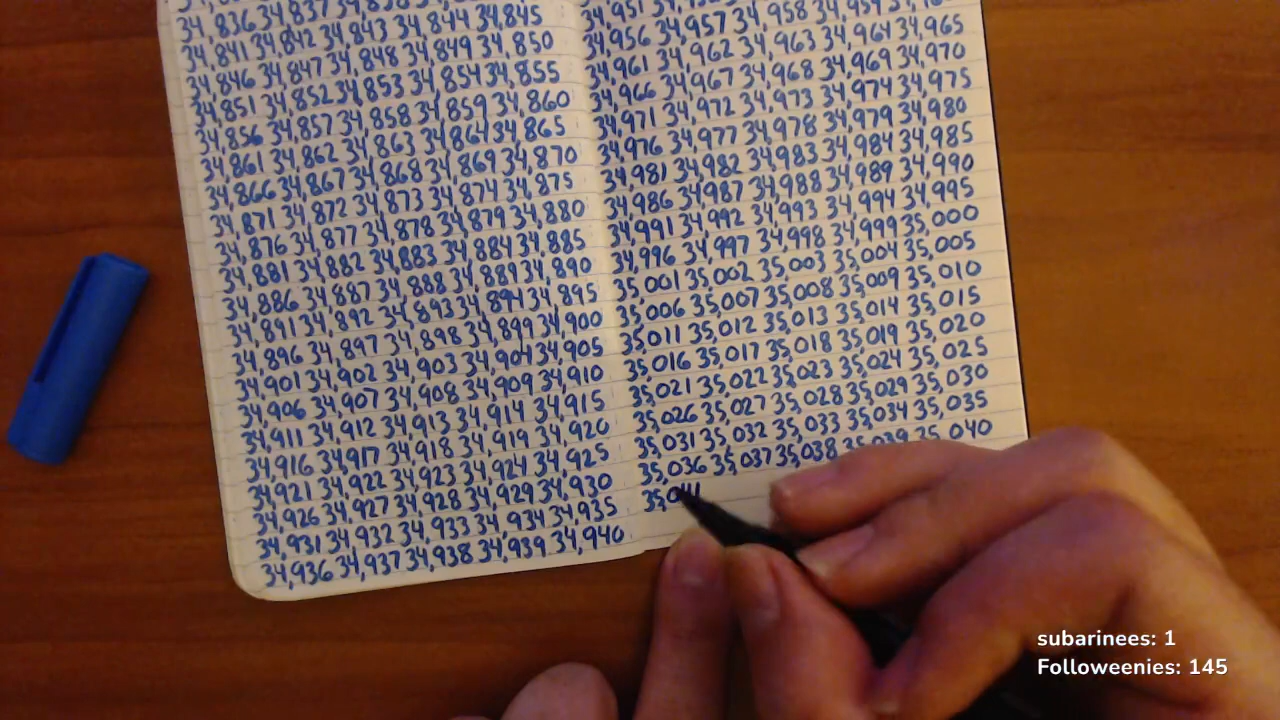 34,836 34,837 34,838
34,841 34,842 34,843 34,844 34,845
34,846 34,847 34,848 34,849 34,850
34,851 34,852 34,853 34,854 34,855
34,856 34,857 34,858 34,859 34,860
34,861 34,862 34,863 34,864 34,865
34,866 34,867 34,868 34,869 34,870
34,871 34,872 34,873 34,874 34,875
34,876 34,877 34,878 34,879 34,880
34,881 34,882 34,883 34,884 34,885
34,886 34,887 34,888 34,889 34,890
34,891 34,892 34,893 34,894 34,895
34,896 34,897 34,898 34,899 34,900
34,901 34,902 34,903 34,904 34,905
34,906 34,907 34,908 34,909 34,910
34,911 34,912 34,913 34,914 34,915
34,916 34,917 34,918 34,919 34,920
34,921 34,922 34,923 34,924 34,925
34,926 34,927 34,928 34,929 34,930
34,931 34,932 34,933 34,934 34,935
34,936 34,937 34,938 34,939 34,940
34,951
34,956 34,957 34,958 34,959
34,961 34,962 34,963 34,964 34,965
34,966 34,967 34,968 34,969 34,970
34,971 34,972 34,973 34,974 34,975
34,976 34,977 34,978 34,979 34,980
34,981 34,982 34,983 34,984 34,985
34,986 34,987 34,988 34,989 34,990
34,991 34,992 34,993 34,994 34,995
34,996 34,997 34,998 34,999 35,000
35,001 35,002 35,003 35,004 35,005
35,006 35,007 35,008 35,009 35,010
35,011 35,012 35,013 35,014 35,015
35,016 35,017 35,018 35,019 35,020
35,021 35,022 35,023 35,024 35,025
35,026 35,027 35,028 35,029 35,030
35,031 35,032 35,033 35,034 35,035
35,036 35,037 35,038 35,039 35,040
35,041
subarinees: 1
Followeenies: 145